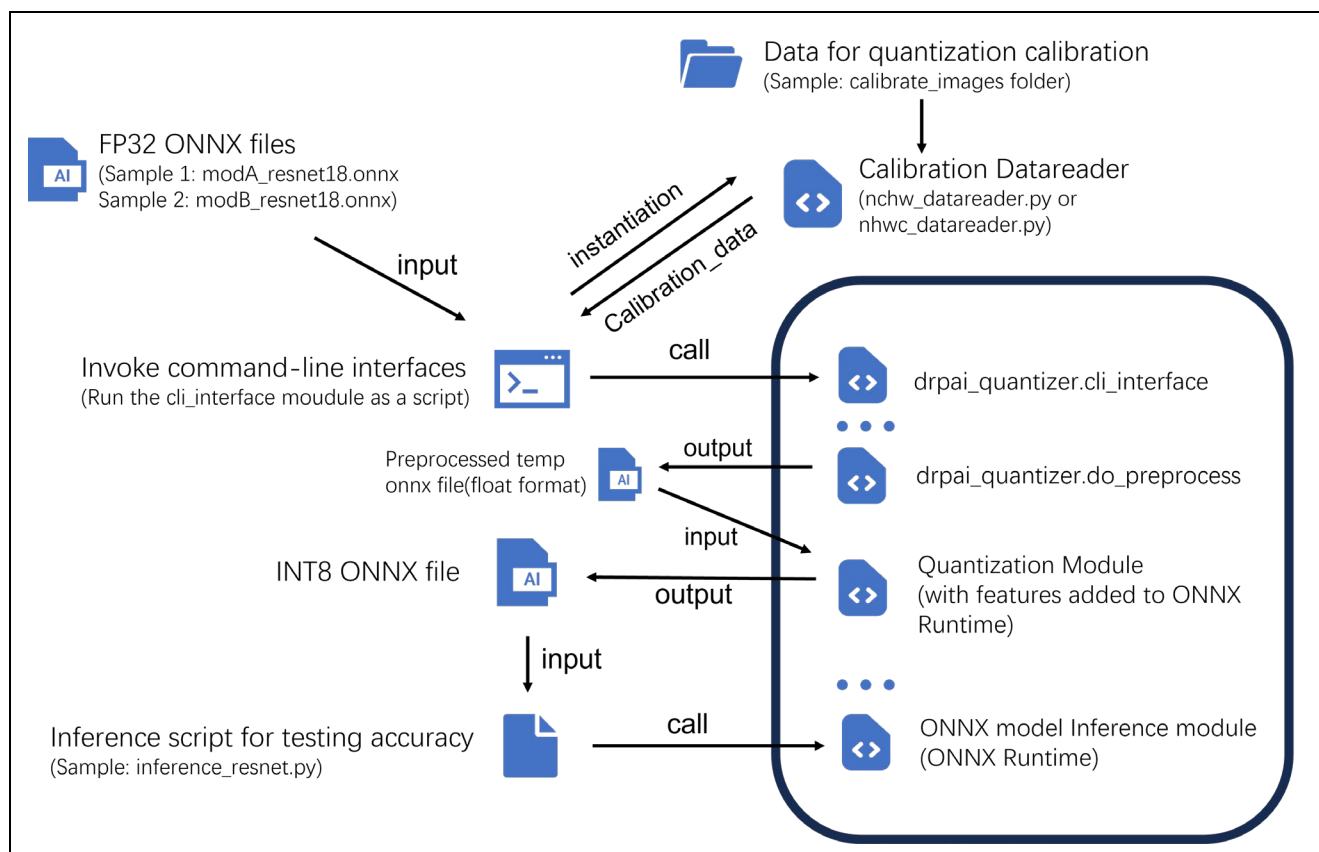 Data for quantization calibration
(Sample: calibrate_images folder)
FP32 ONNX files
(Sample 1: modA_resnet18.onnx
Sample 2: modB_resnet18.onnx)
AI
Calibration Datareader
(nchw_datareader.py or
nhwc_datareader.py)
instantiation
Calibration_data
input
Invoke command-line interfaces
(Run the cli_interface moudule as a script)
call
drpai_quantizer.cli_interface
Preprocessed temp
onnx file(float format)
AI
output
drpai_quantizer.do_preprocess
input
INT8 ONNX file
AI
output
Quantization Module
(with features added to ONNX
Runtime)
input
Inference script for testing accuracy
(Sample: inference_resnet.py)
call
ONNX model Inference module
(ONNX Runtime)